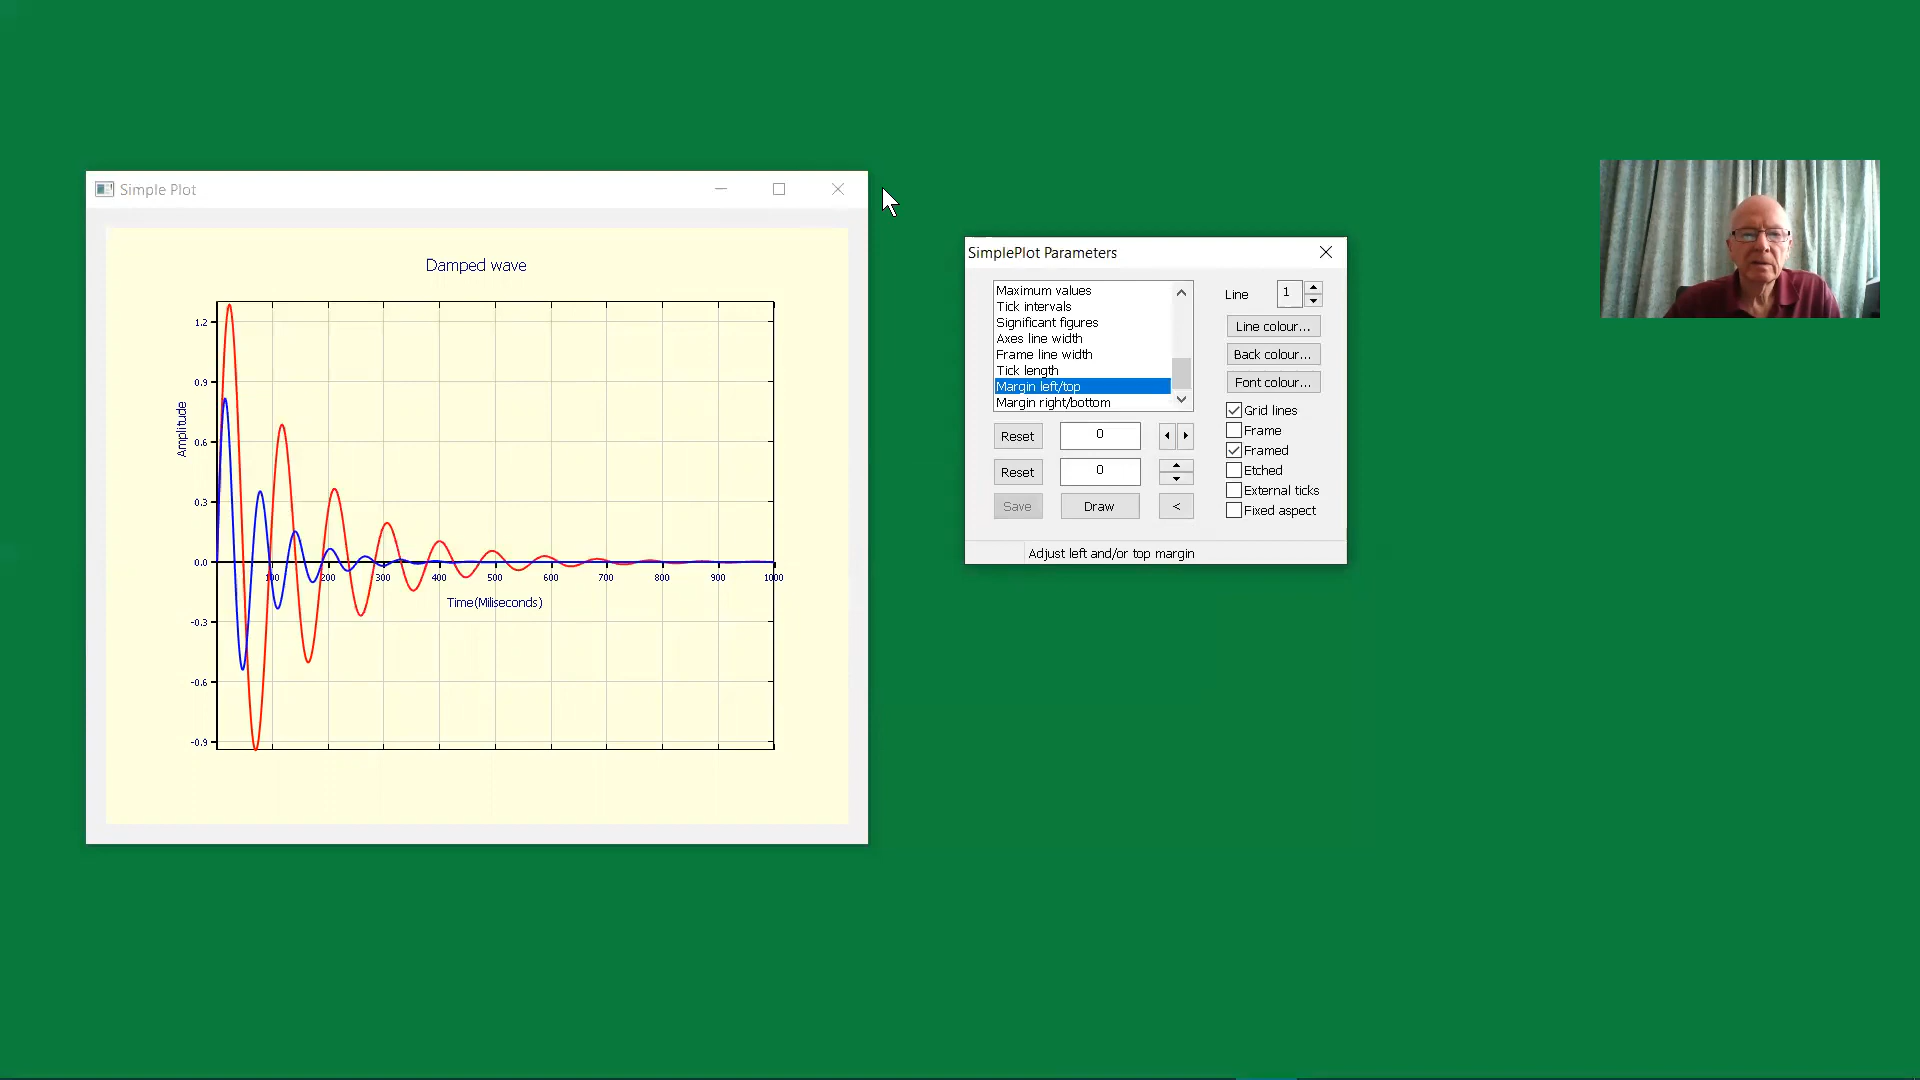 Simple Plot
Damped wave
1.2
0.9
0.6
0.3
0.0
-0.3
-0.6
-0.9
Amplitude
100 200 300 400 500 600 700 800 900 1000
Time(Miliseconds)
SimplePlot Parameters
Maximum values
Tick intervals
Significant figures
Axes line width
Frame line width
Tick length
Margin left/top
Margin right/bottom
Reset 0
Reset 0
Save Draw <
Line 1
Line colour...
Back colour...
Font colour...
Grid lines
Frame
Framed
Etched
External ticks
Fixed aspect
Adjust left and/or top margin